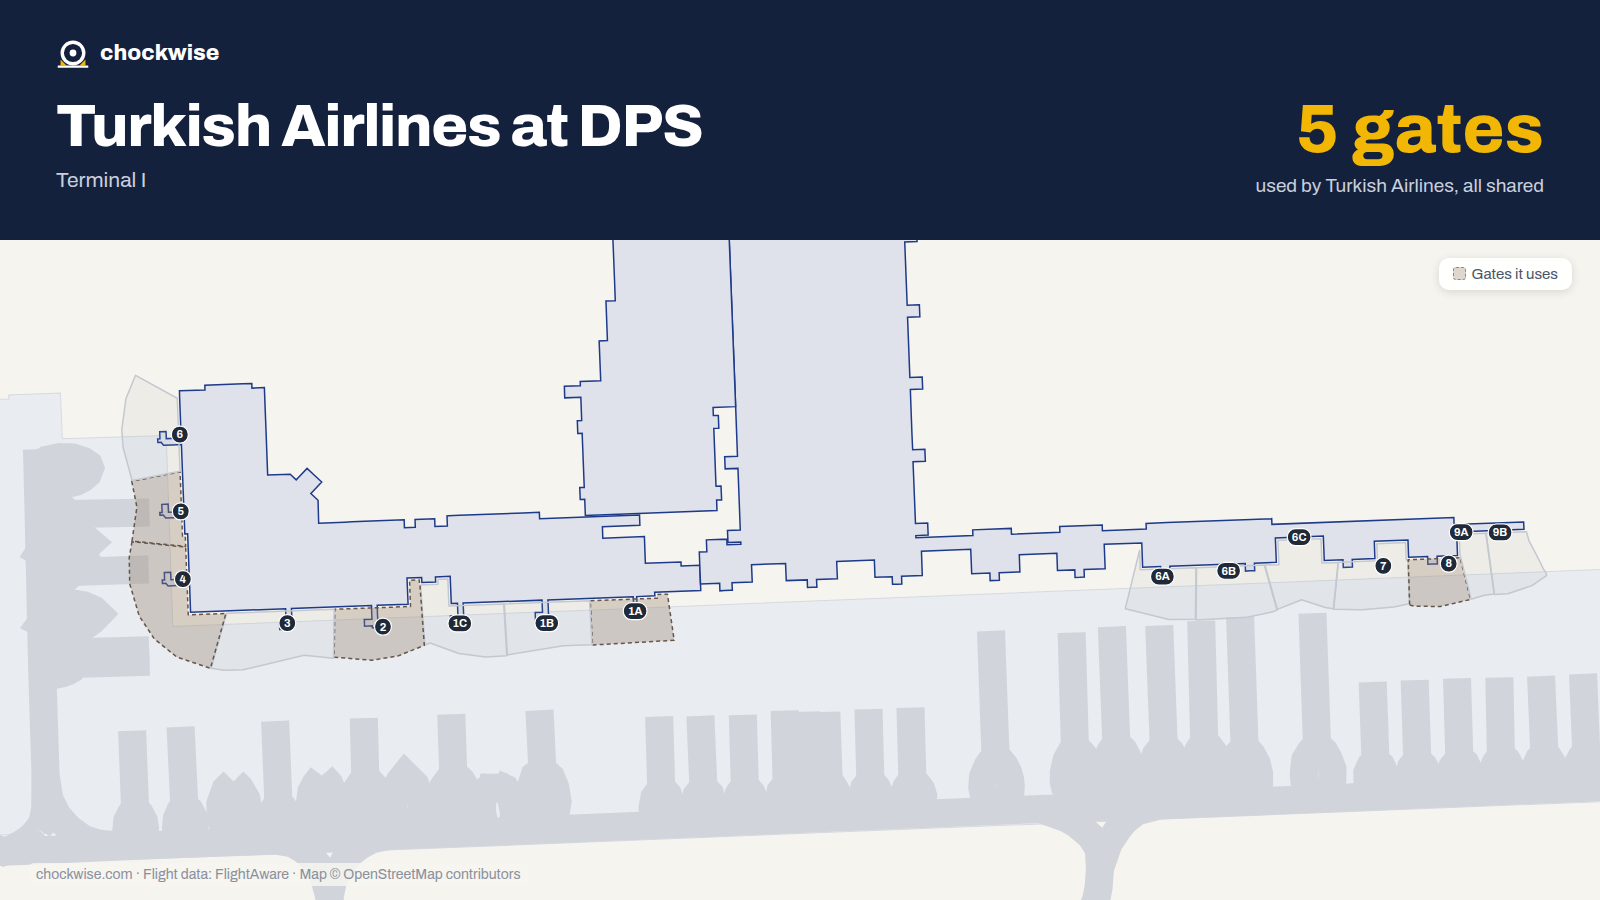 chockwise
Turkish Airlines at DPS
Terminal I
5 gates
used by Turkish Airlines, all shared
Gates it uses
6
5
4
3
2
1C
1B
1A
6A
6B
6C
7
8
9A
9B
chockwise.com · Flight data: FlightAware · Map © OpenStreetMap contributors